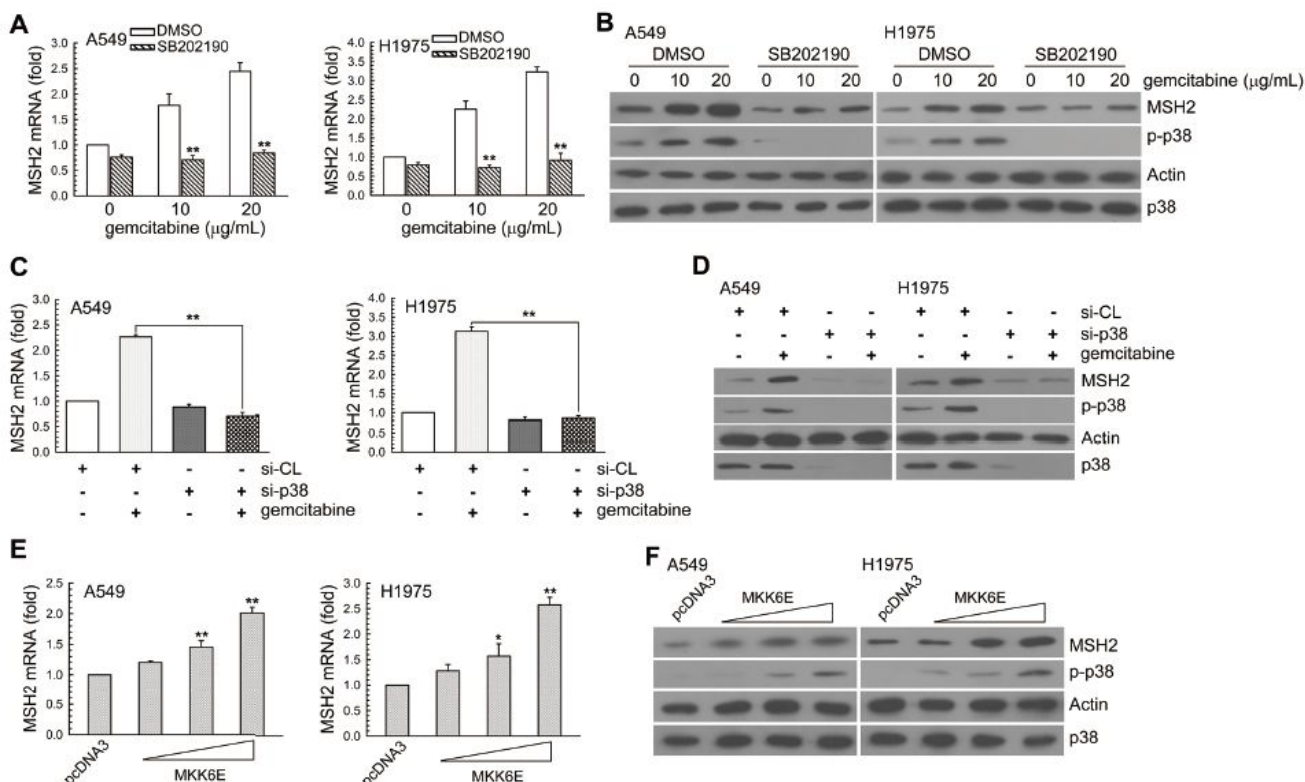 A
A549
DMSO
SB202190
MSH2 mRNA (fold)
3.0
2.5
2.0
1.5
1.0
0.5
0.0
0 10 20
gemcitabine (μg/mL)
H1975
DMSO
SB202190
MSH2 mRNA (fold)
4.0
3.5
3.0
2.5
2.0
1.5
1.0
0.5
0.0
** **
** **
0 10 20
gemcitabine (μg/mL)
B
A549 H1975
DMSO SB202190 DMSO SB202190
0 10 20 0 10 20 0 10 20 0 10 20 gemcitabine (μg/mL)
MSH2
p-p38
Actin
p38
C
A549
MSH2 mRNA (fold)
3.0
2.5
2.0
1.5
1.0
0.5
0.0
**
+ + - - si-CL
- - + + si-p38
- + - + gemcitabine
H1975
MSH2 mRNA (fold)
4.0
3.5
3.0
2.5
2.0
1.5
1.0
0.5
0.0
**
+ + - - si-CL
- - + + si-p38
- + - + gemcitabine
D
A549 H1975
+ + - - + + - - si-CL
- - + + - - + + si-p38
- + - + - + - + gemcitabine
MSH2
p-p38
Actin
p38
E
A549
MSH2 mRNA (fold)
2.5
2.0
1.5
1.0
0.5
0.0
** **
pcDNA3 MKK6E
H1975
MSH2 mRNA (fold)
3.0
2.5
2.0
1.5
1.0
0.5
0.0
* **
pcDNA3 MKK6E
F
A549 H1975
pcDNA3 MKK6E pcDNA3 MKK6E
MSH2
p-p38
Actin
p38